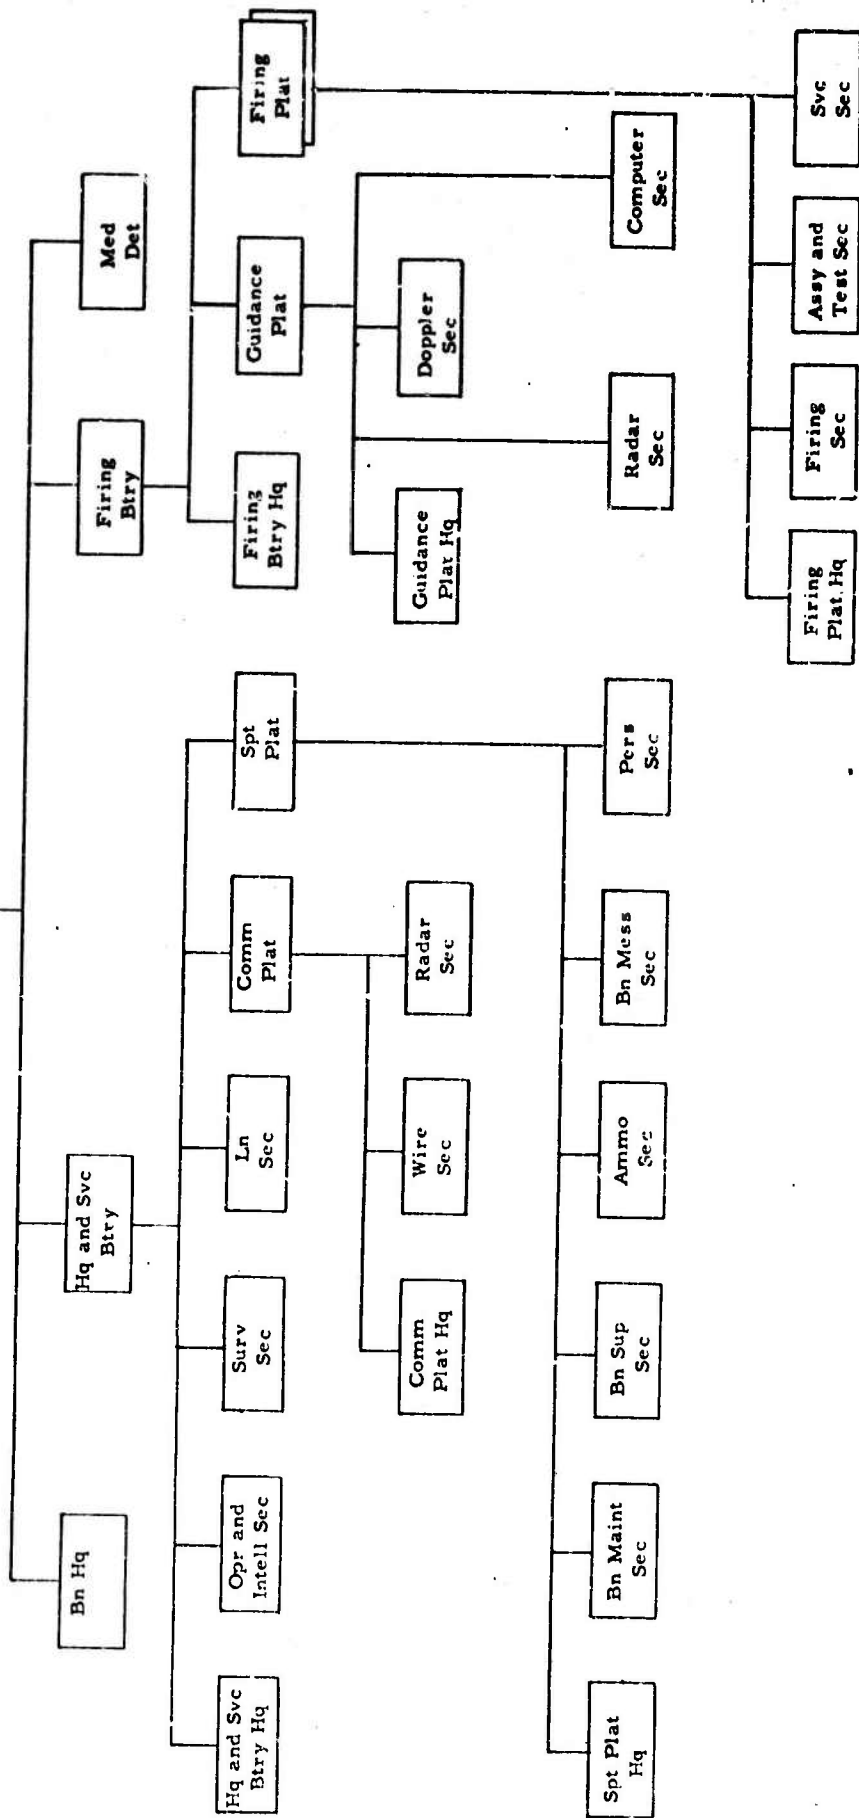 Bn Hq
Hq and Svc
Btry
Firing
Btry
Med
Det
Hq and Svc
Btry Hq
Opr and
Intell Sec
Surv
Sec
Ln
Sec
Comm
Plat
Spt
Plat
Firing
Btry Hq
Guidance
Plat
Firing
Plat
Comm
Plat Hq
Wire
Sec
Radar
Sec
Guidance
Plat Hq
Doppler
Sec
Spt Plat
Hq
Bn Maint
Sec
Bn Sup
Sec
Ammo
Sec
Bn Mess
Sec
Pers
Sec
Radar
Sec
Computer
Sec
Firing
Plat Hq
Firing
Sec
Assy and
Test Sec
Svc
Sec